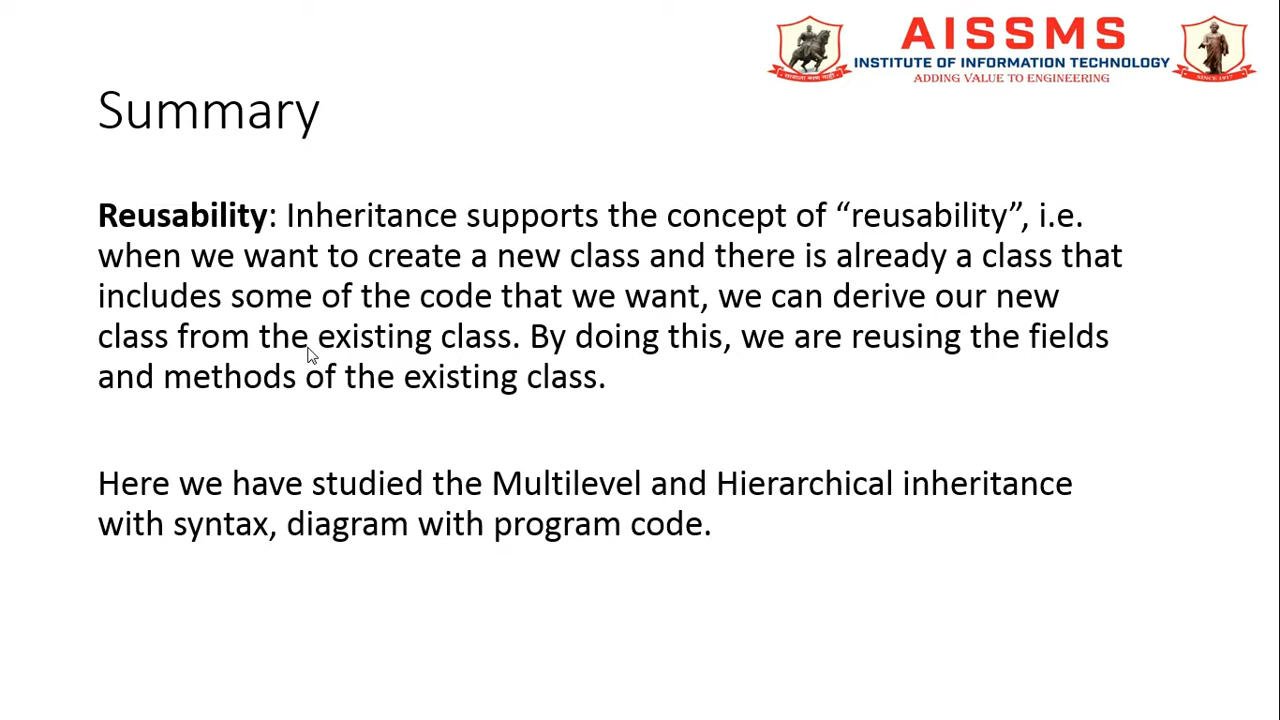 AISSMS
INSTITUTE OF INFORMATION TECHNOLOGY
ADDING VALUE TO ENGINEERING
SINCE 1917
Summary
Reusability: Inheritance supports the concept of “reusability”, i.e.
when we want to create a new class and there is already a class that
includes some of the code that we want, we can derive our new
class from the existing class. By doing this, we are reusing the fields
and methods of the existing class.
Here we have studied the Multilevel and Hierarchical inheritance
with syntax, diagram with program code.